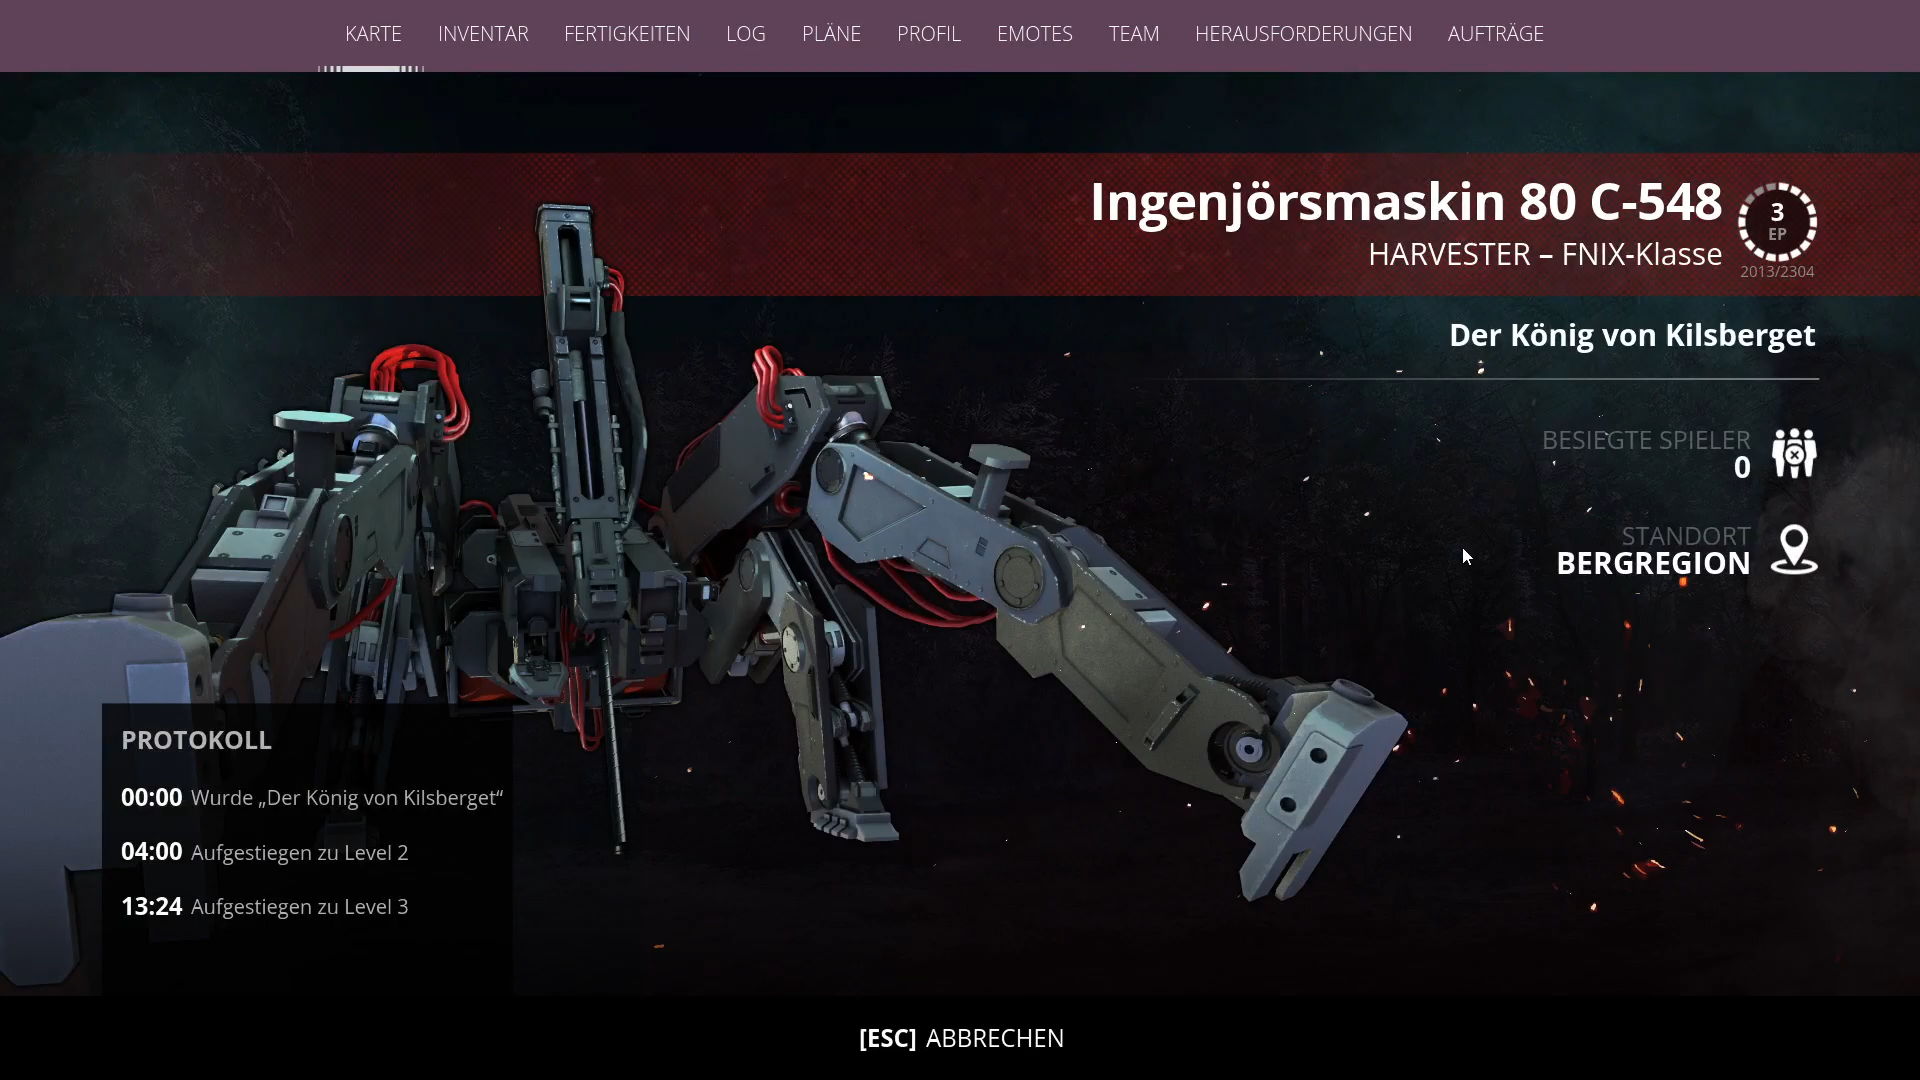 KARTE INVENTAR FERTIGKEITEN LOG PLÄNE PROFIL EMOTES TEAM HERAUSFORDERUNGEN AUFTRÄGE
Ingenjörsmaskin 80 C-548
3
EP
HARVESTER – FNIX-Klasse
2013/2304
Der König von Kilsberget
BESIEGTE SPIELER
0
STANDORT
BERGREGION
PROTOKOLL
00:00 Wurde „Der König von Kilsberget“
04:00 Aufgestiegen zu Level 2
13:24 Aufgestiegen zu Level 3
[ESC] ABBRECHEN